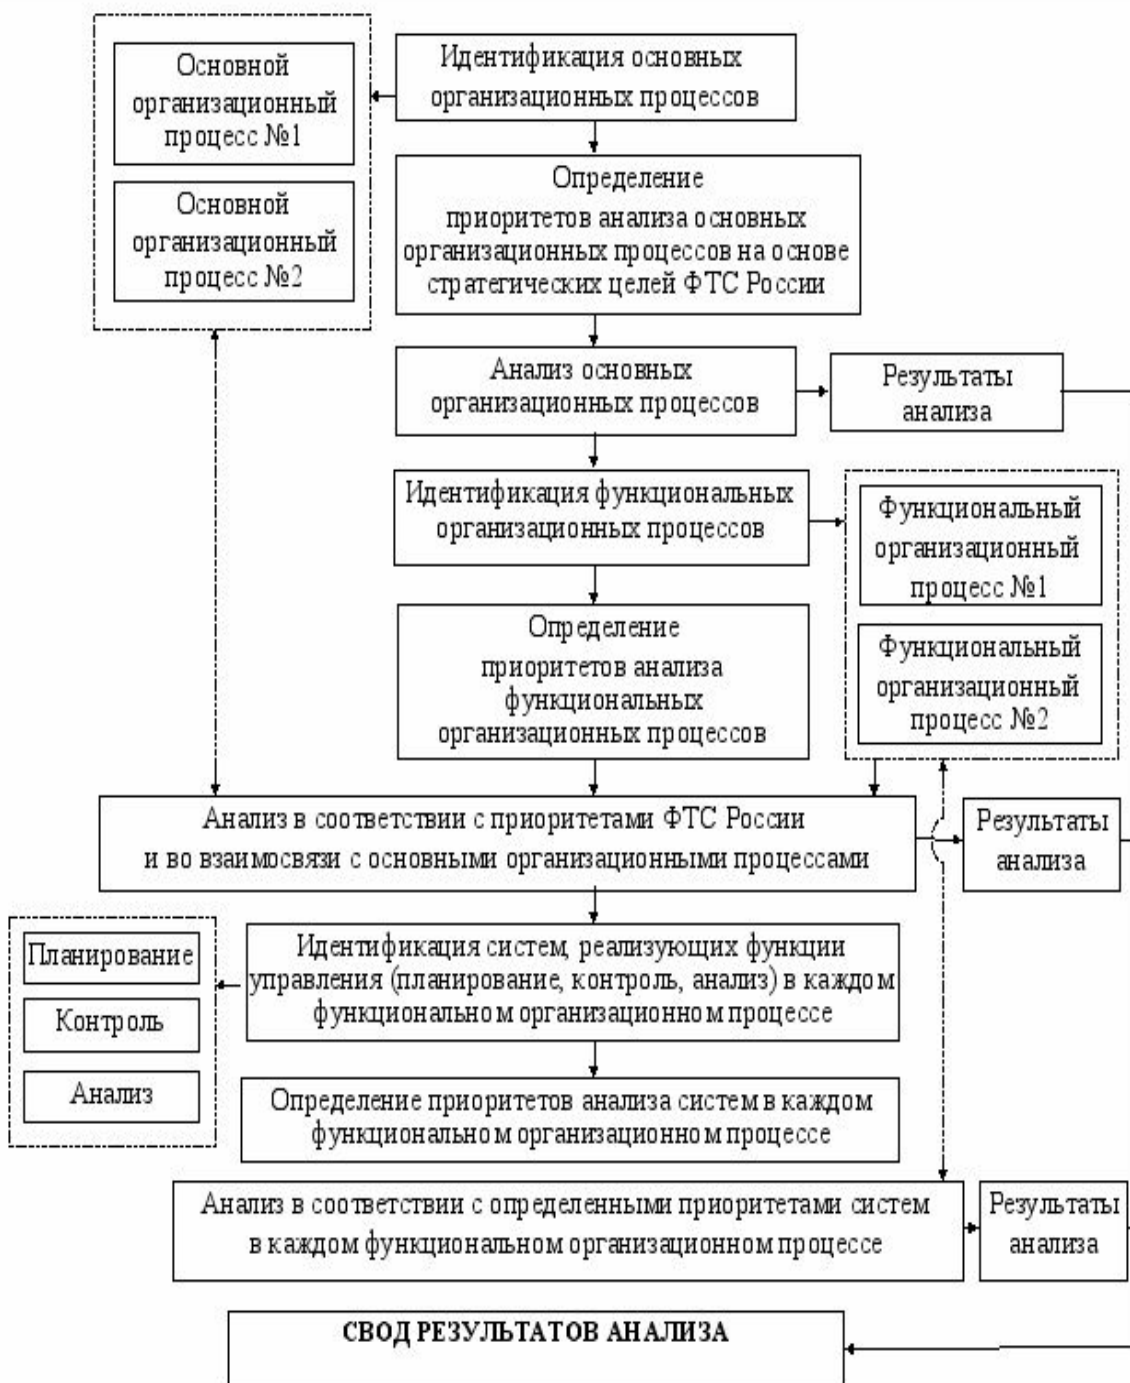 Идентификация основных
организационных процессов
Основной
организационный
процесс №1
Основной
организационный
процесс №2
Определение
приоритетов анализа основных
организационных процессов на основе
стратегических целей ФТС России
Анализ основных
организационных процессов
Результаты
анализа
Идентификация функциональных
организационных процессов
Функциональный
организационный
процесс №1
Функциональный
организационный
процесс №2
Определение
приоритетов анализа
функциональных
организационных процессов
Анализ в соответствии с приоритетами ФТС России
и во взаимосвязи с основными организационными процессами
Результаты
анализа
Идентификация систем, реализующих функции
управления (планирование, контроль, анализ) в каждом
функциональном организационном процессе
Планирование
Контроль
Анализ
Определение приоритетов анализа систем в каждом
функциональном организационном процессе
Анализ в соответствии с определенными приоритетами систем
в каждом функциональном организационном процессе
Результаты
анализа
СВОД РЕЗУЛЬТАТОВ АНАЛИЗА